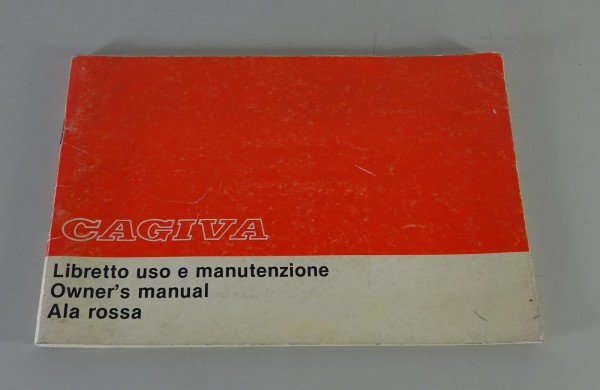 CAGIVA
Libretto uso e manutenzione
Owner's manual
Ala rossa